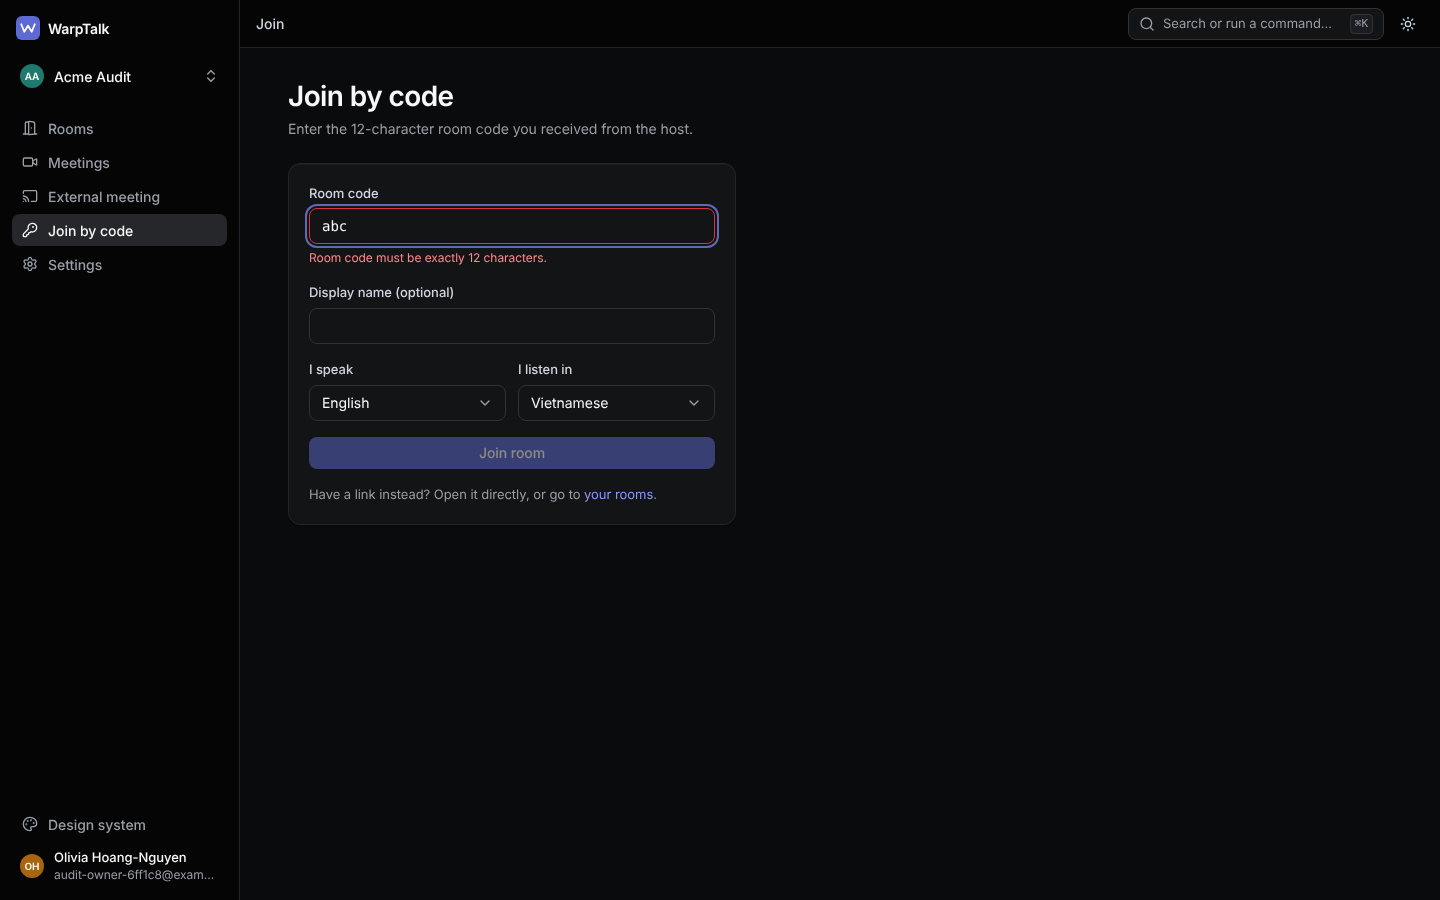 WarpTalk
Join
Search or run a command...
⌘K
AA
Acme Audit
Rooms
Meetings
External meeting
Join by code
Settings
Join by code
Enter the 12-character room code you received from the host.
Room code
abc
Room code must be exactly 12 characters.
Display name (optional)
I speak
I listen in
English
Vietnamese
Join room
Have a link instead? Open it directly, or go to your rooms.
Design system
OH
Olivia Hoang-Nguyen
audit-owner-6ff1c8@exam...